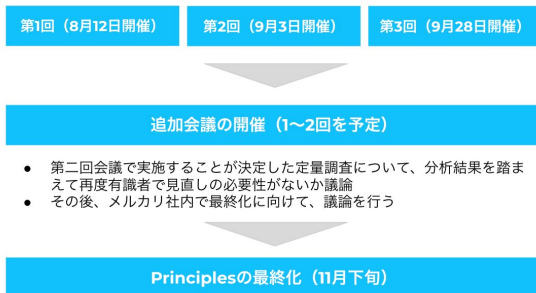 第1回（8月12日開催）
第2回（9月3日開催）
第3回（9月28日開催）
追加会議の開催（1〜2回を予定）
● 第二回会議で実施することが決定した定量調査について、分析結果を踏ま
えて再度有識者で見直しの必要性がないか議論
● その後、メルカリ社内で最終化に向けて、議論を行う
Principlesの最終化（11月下旬）